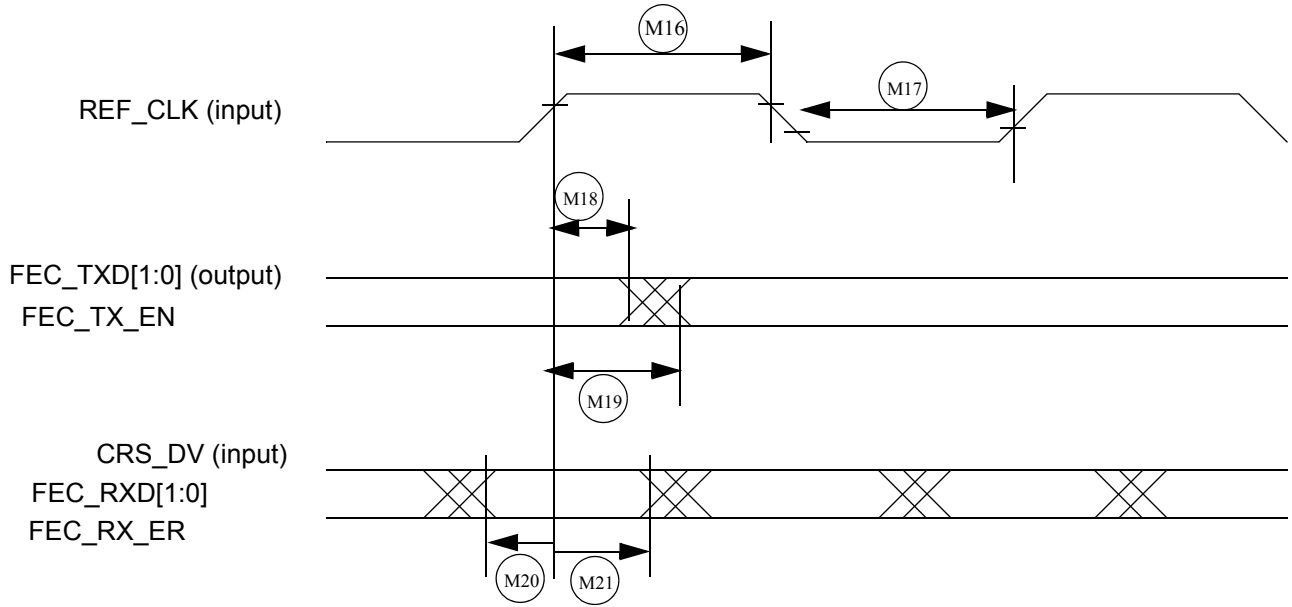 M16
REF_CLK (input)
M17
M18
FEC_TXD[1:0] (output)
FEC_TX_EN
M19
CRS_DV (input)
FEC_RXD[1:0]
FEC_RX_ER
M20
M21